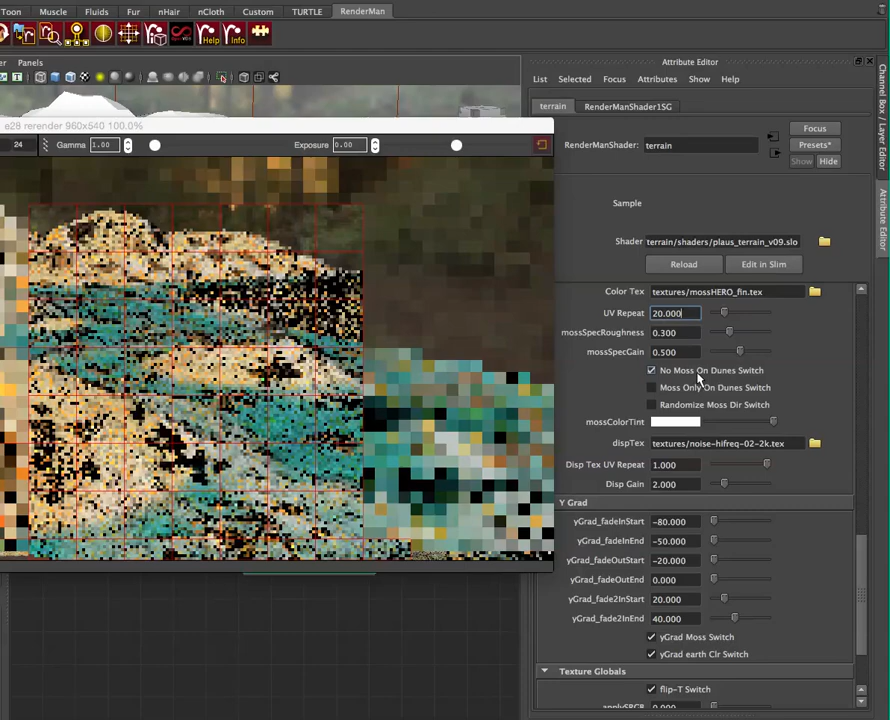 Toon Muscle Fluids Fur nHair nCloth Custom TURTLE RenderMan
Help Info
Panels
Attribute Editor
List Selected Focus Attributes Show Help
terrain RenderManShader1SG
e28 rerender 960x540 100.0%
24 Gamma 1.00 Exposure 0.00
Focus
RenderManShader: terrain Presets*
Show Hide
Sample
Shader terrain/shaders/plaus_terrain_v09.slo
Reload Edit in Slim
Color Tex textures/mossHERO_fin.tex
UV Repeat 20.000
mossSpecRoughness 0.300
mossSpecGain 0.500
No Moss On Dunes Switch
Moss Only On Dunes Switch
Randomize Moss Dir Switch
mossColorTint
dispTex textures/noise-hifreq-02-2k.tex
Disp Tex UV Repeat 1.000
Disp Gain 2.000
Y Grad
yGrad_fadeInStart -80.000
yGrad_fadeInEnd -50.000
yGrad_fadeOutStart -20.000
yGrad_fadeOutEnd 0.000
yGrad_fade2InStart 20.000
yGrad_fade2InEnd 40.000
yGrad Moss Switch
yGrad earth Clr Switch
Texture Globals
flip-T Switch
applySRGB 0.000
Channel Box / Layer Editor
Attribute Editor